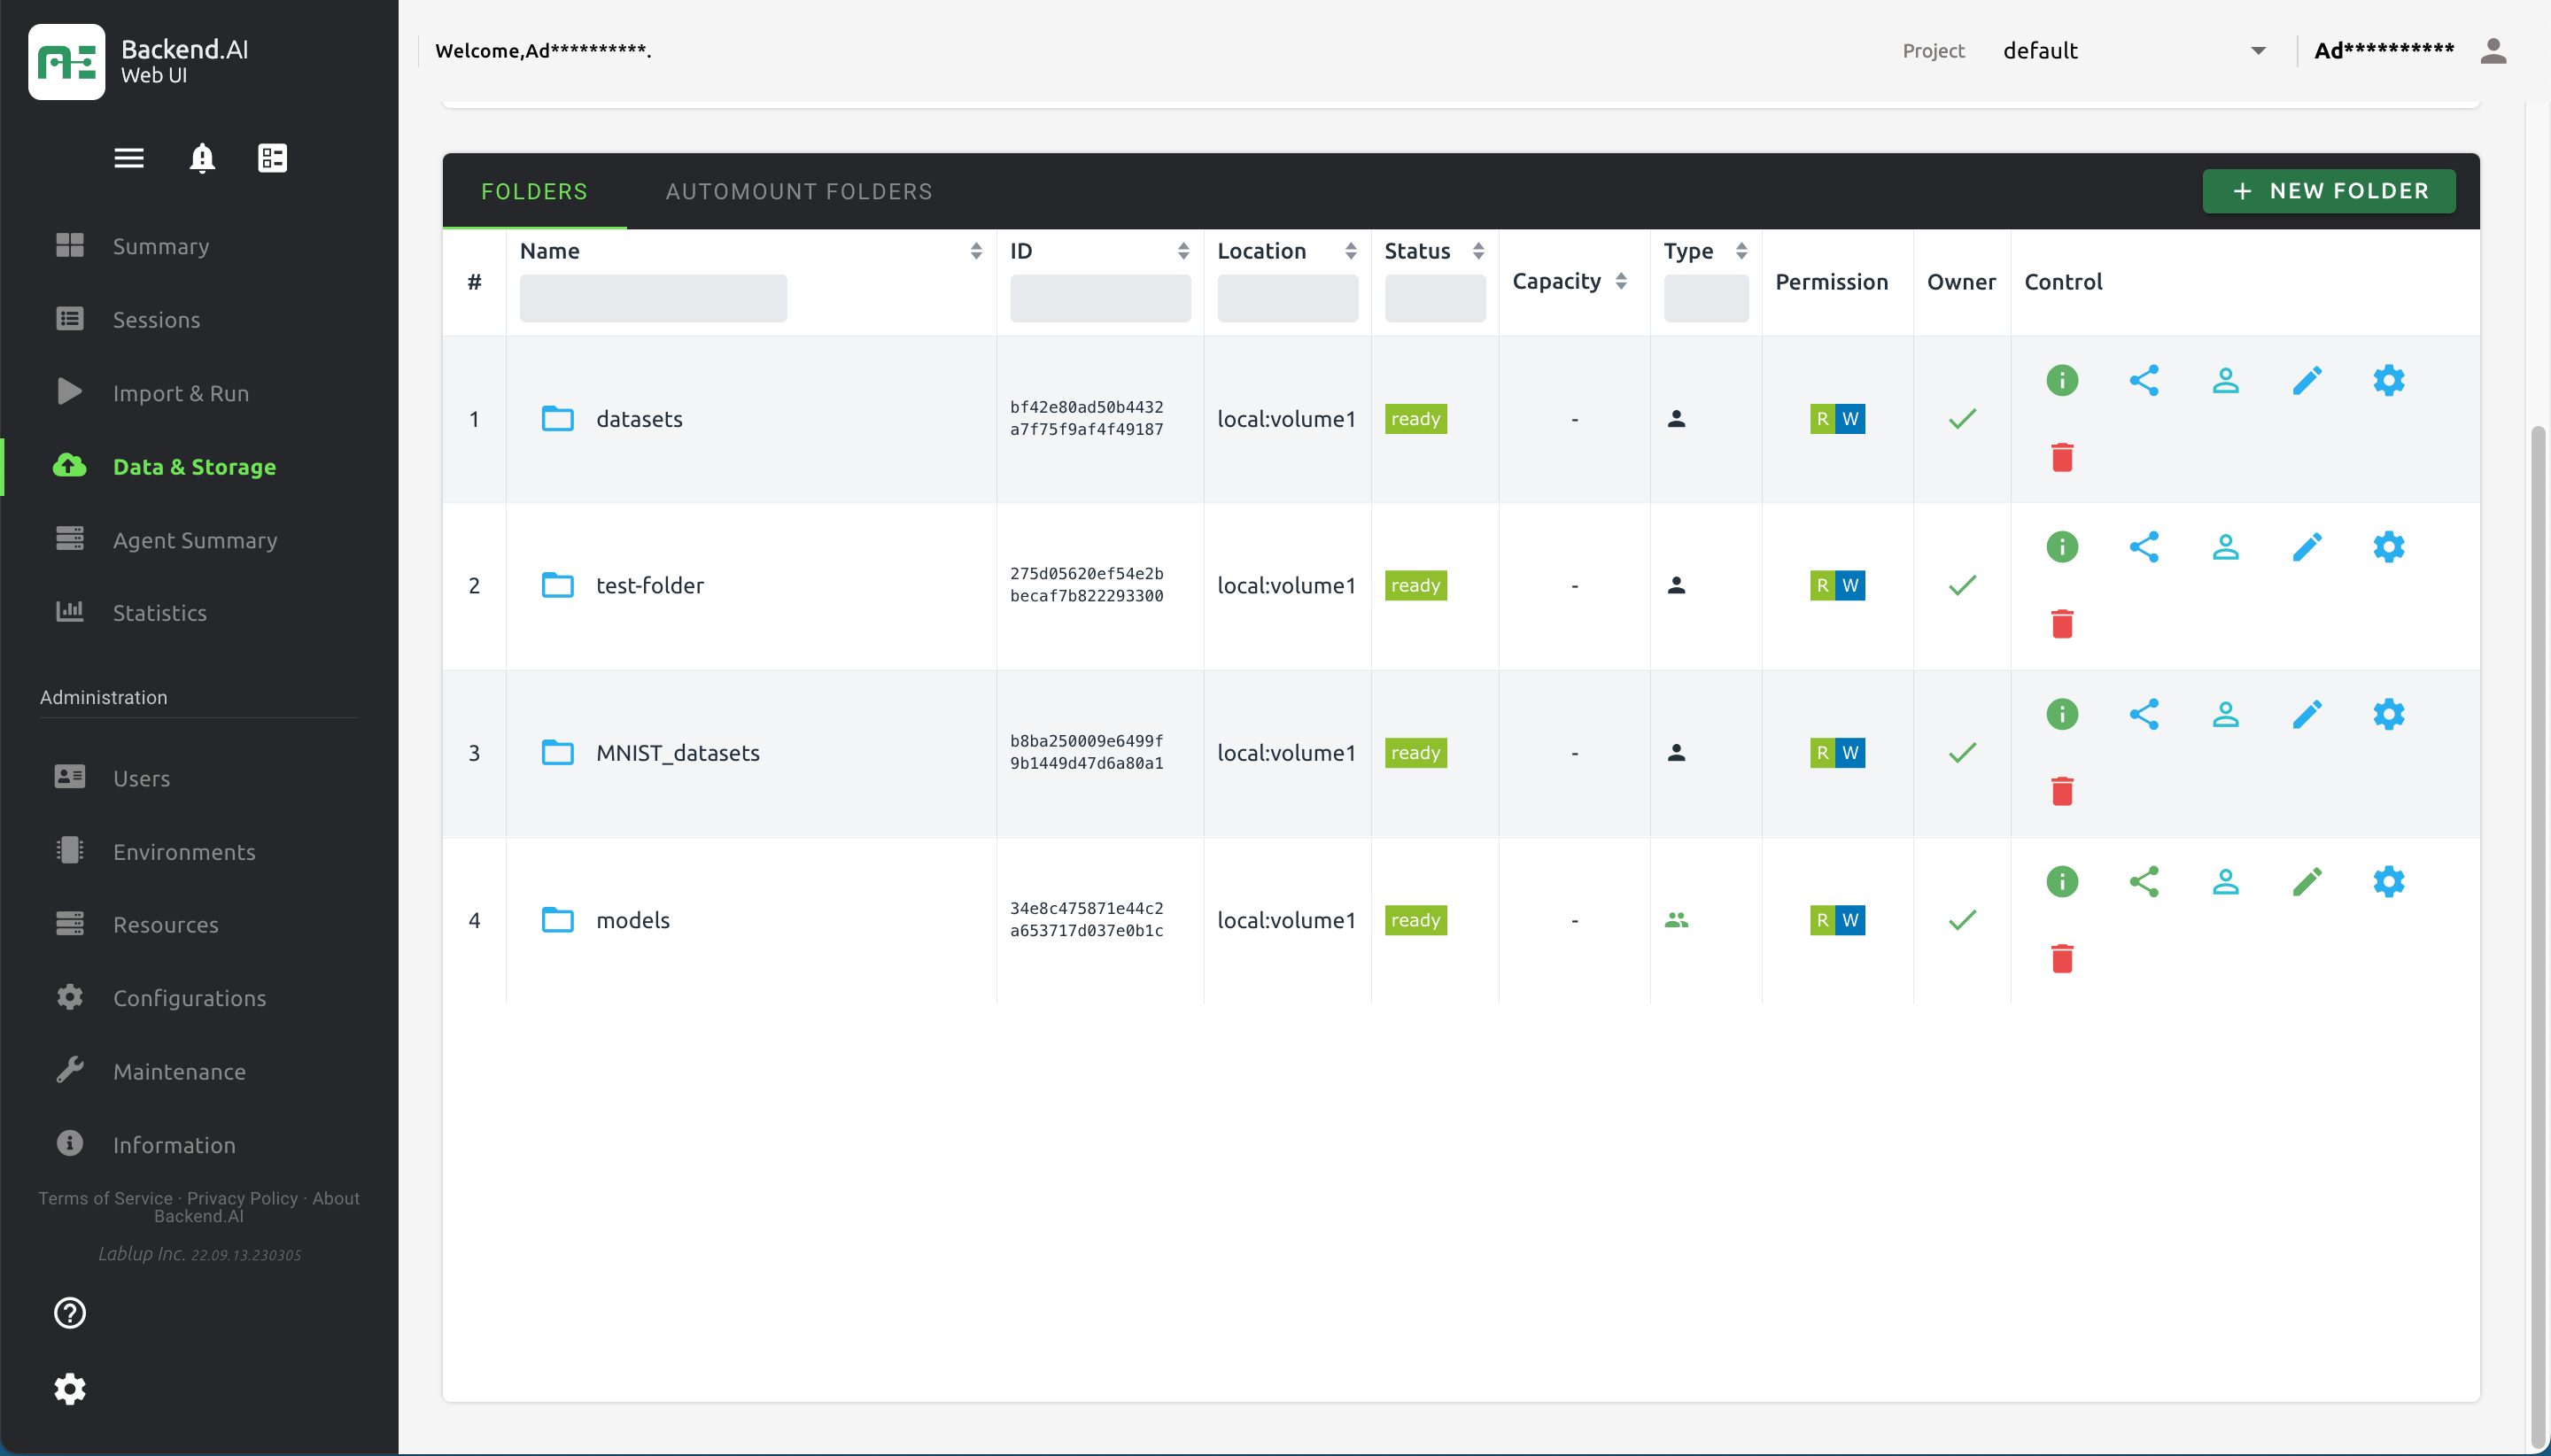 Backend.AI
Web UI
Welcome,Ad**********.
Project
default
Ad**********
Summary
Sessions
Import & Run
Data & Storage
Agent Summary
Statistics
Administration
Users
Environments
Resources
Configurations
Maintenance
Information
Terms of Service · Privacy Policy · About
Backend.AI
Lablup Inc. 22.09.13.230305
FOLDERS
AUTOMOUNT FOLDERS
+ NEW FOLDER
# Name ID Location Status Capacity Type Permission Owner Control
1 datasets bf42e80ad50b4432 local:volume1 ready - R W
a7f75f9af4f49187
2 test-folder 275d05620ef54e2b local:volume1 ready - R W
becaf7b822293300
3 MNIST_datasets b8ba250009e6499f local:volume1 ready - R W
9b1449d47d6a80a1
4 models 34e8c475871e44c2 local:volume1 ready - R W
a653717d037e0b1c